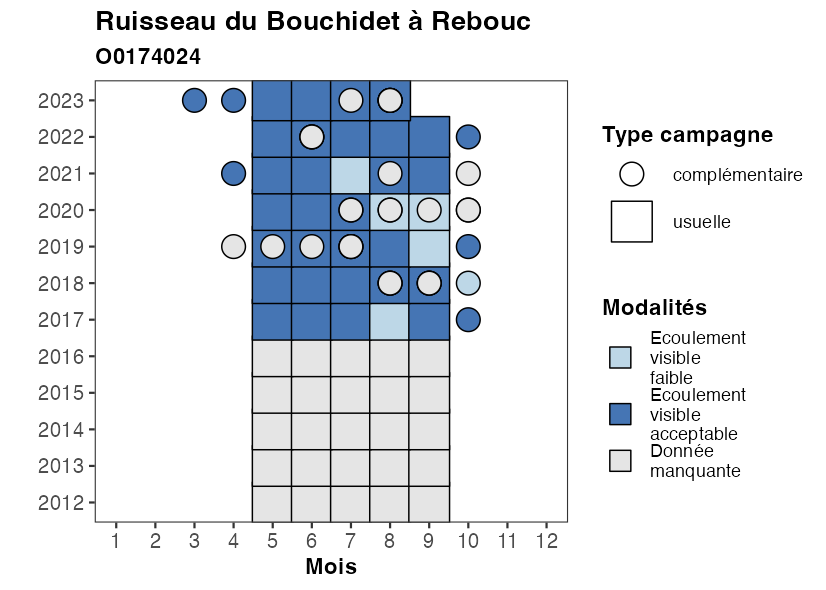 Ruisseau du Bouchidet à Rebouc
O0174024
2023
2022
2021
2020
2019
2018
2017
2016
2015
2014
2013
2012
1 2 3 4 5 6 7 8 9 10 11 12
Mois
Type campagne
complémentaire
usuelle
Modalités
Ecoulement
visible
faible
Ecoulement
visible
acceptable
Donnée
manquante